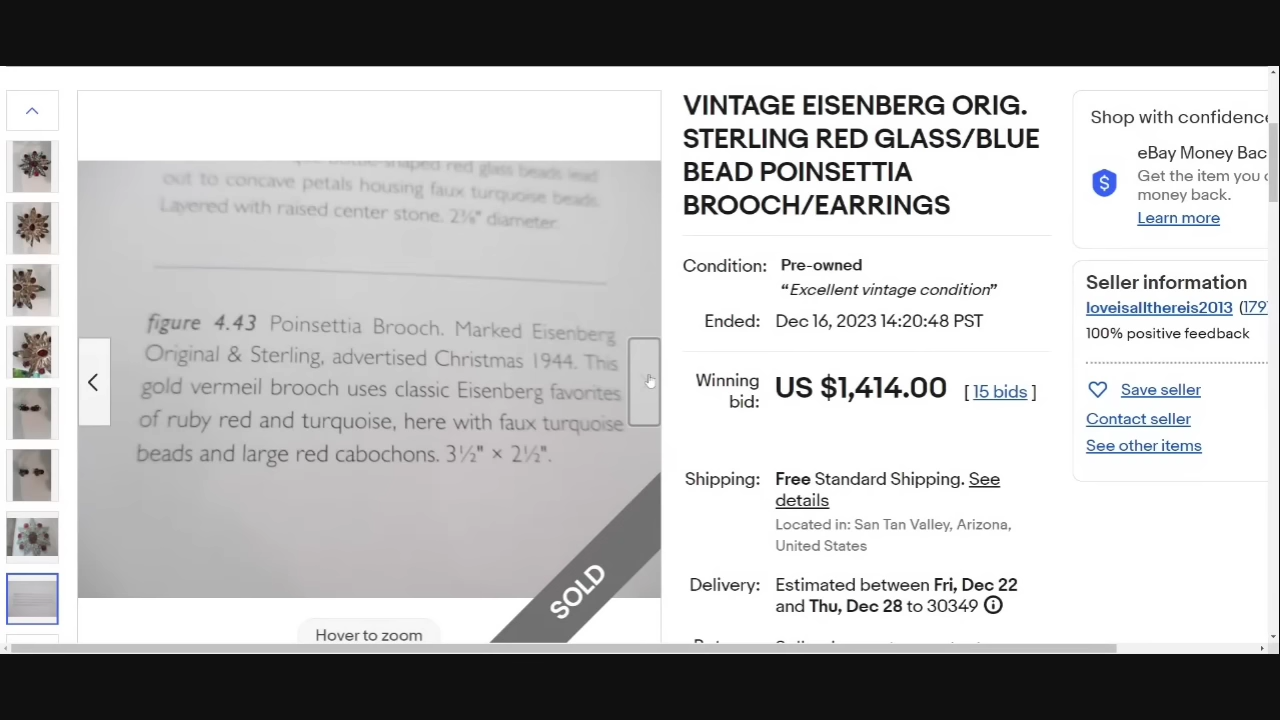 out to concave petals housing faux turquoise beads.
Layered with raised center stone. 2⅜" diameter.
figure 4.43 Poinsettia Brooch. Marked Eisenberg
Original & Sterling, advertised Christmas 1944. This
gold vermeil brooch uses classic Eisenberg favorites
of ruby red and turquoise, here with faux turquoise
beads and large red cabochons. 3½" × 2½".
SOLD
Hover to zoom
VINTAGE EISENBERG ORIG.
STERLING RED GLASS/BLUE
BEAD POINSETTIA
BROOCH/EARRINGS
Condition: Pre-owned
“Excellent vintage condition”
Ended: Dec 16, 2023 14:20:48 PST
Winning bid: US $1,414.00 [ 15 bids ]
Shipping: Free Standard Shipping. See
details
Located in: San Tan Valley, Arizona,
United States
Delivery: Estimated between Fri, Dec 22
and Thu, Dec 28 to 30349
Shop with confidence
eBay Money Bac
Get the item you
money back.
Learn more
Seller information
loveisallthereis2013 (179
100% positive feedback
Save seller
Contact seller
See other items